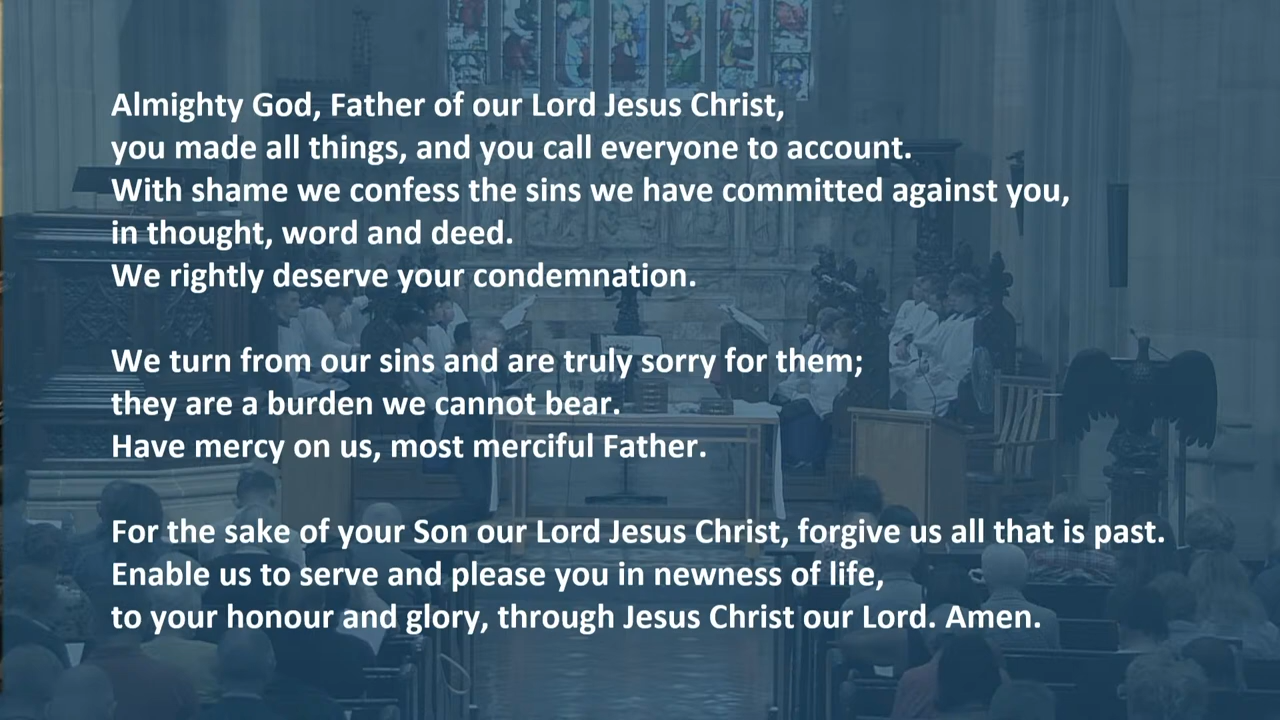 Almighty God, Father of our Lord Jesus Christ,
you made all things, and you call everyone to account.
With shame we confess the sins we have committed against you,
in thought, word and deed.
We rightly deserve your condemnation.
We turn from our sins and are truly sorry for them;
they are a burden we cannot bear.
Have mercy on us, most merciful Father.
For the sake of your Son our Lord Jesus Christ, forgive us all that is past.
Enable us to serve and please you in newness of life,
to your honour and glory, through Jesus Christ our Lord. Amen.